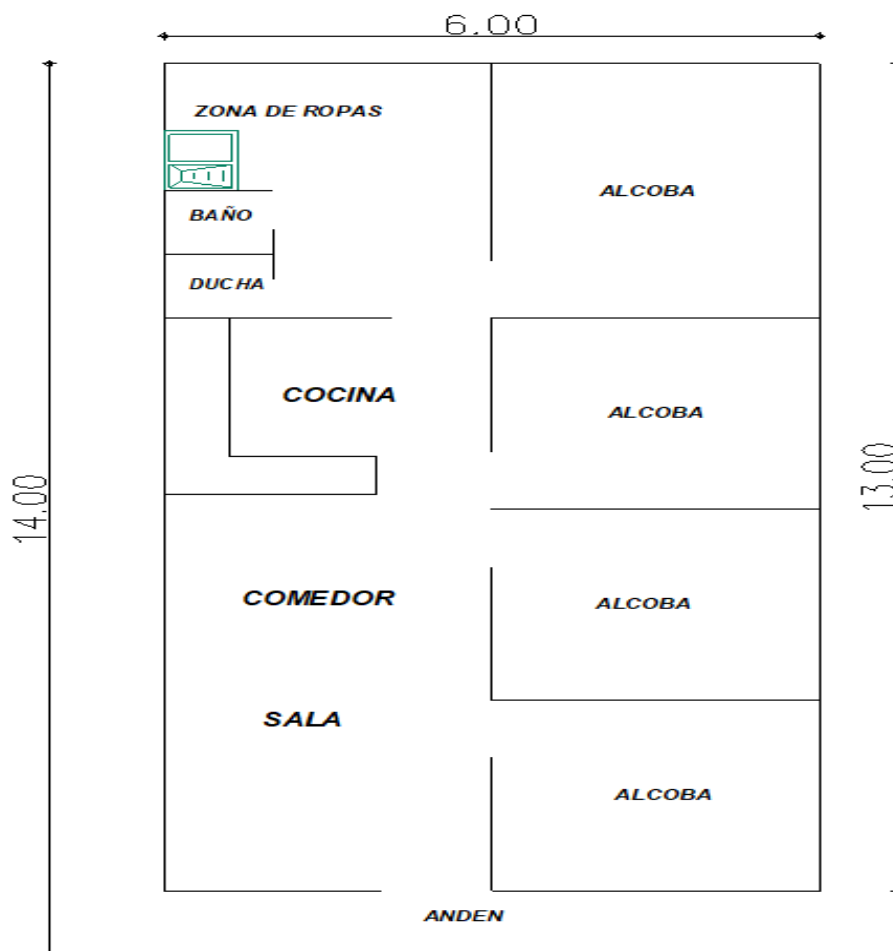 6.00
ZONA DE ROPAS
ALCOBA
BAÑO
DUCHA
COCINA
ALCOBA
14.00
13.00
COMEDOR
ALCOBA
SALA
ALCOBA
ANDEN